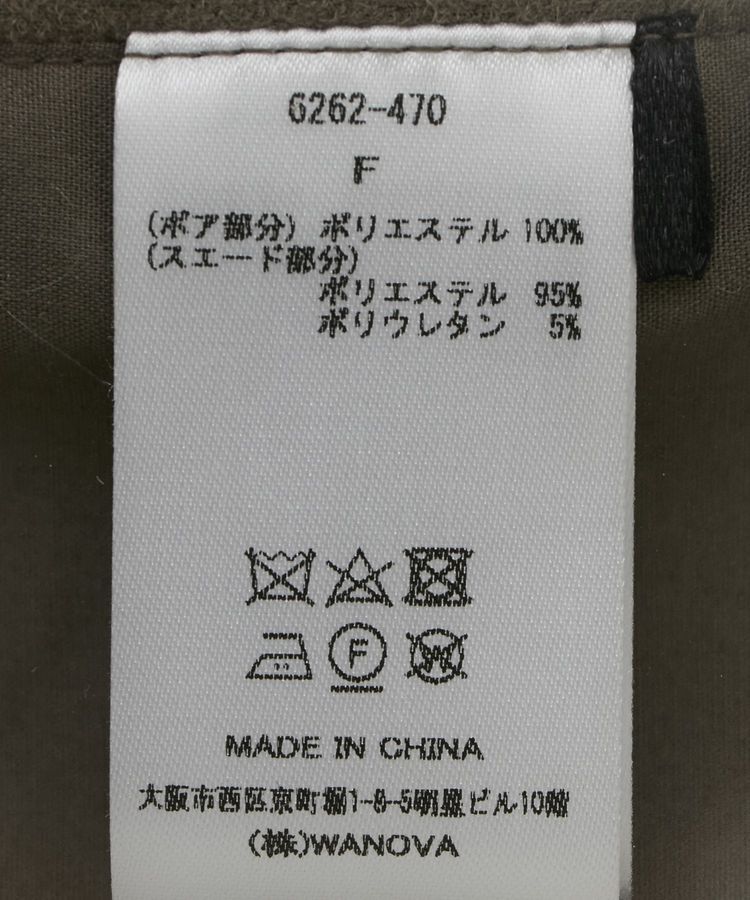 6262-470
F
(ボア部分) ポリエステル 100%
(スエード部分)
ポリエステル 95%
ポリウレタン 5%
F
MADE IN CHINA
大阪市西区京町堀1-8-5明星ビル10階
(株)WANOVA